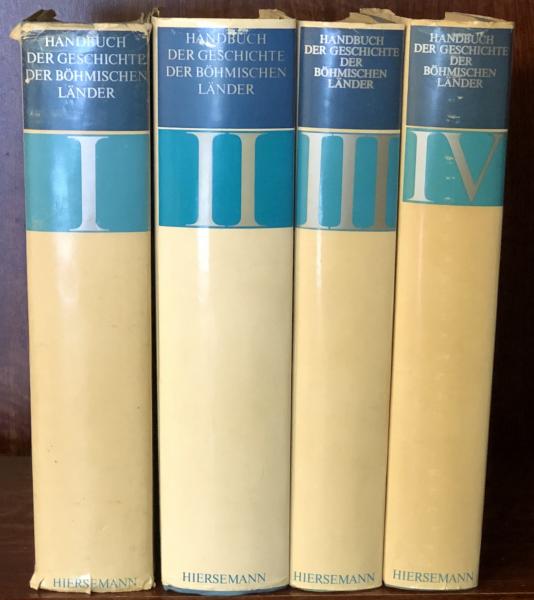 HANDBUCH
DER GESCHICHTE
DER BÖHMISCHEN
LÄNDER
I
HIERSEMANN
HANDBUCH
DER GESCHICHTE
DER BÖHMISCHEN
LÄNDER
II
HIERSEMANN
HANDBUCH
DER GESCHICHTE
DER
BÖHMISCHEN
LÄNDER
III
HIERSEMANN
HANDBUCH
DER GESCHICHTE
DER
BÖHMISCHEN
LÄNDER
IV
HIERSEMANN